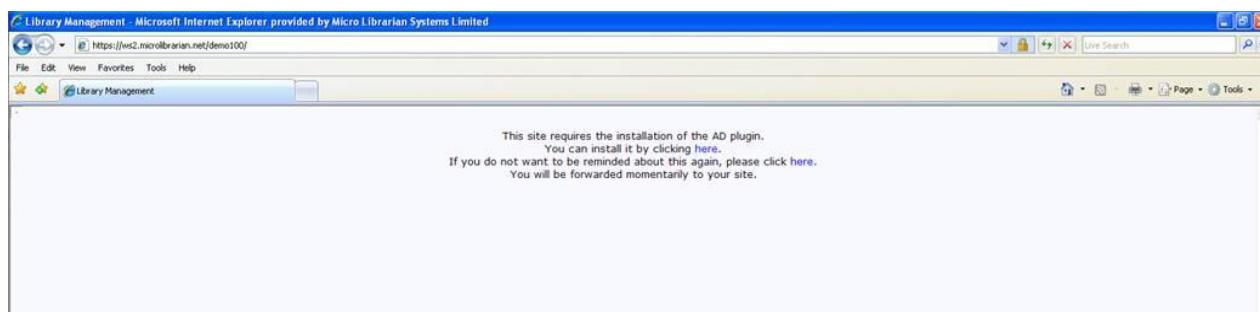 Library Management - Microsoft Internet Explorer provided by Micro Librarian Systems Limited
https://ws2.microlibrarian.net/demo100/
Live Search
File Edit View Favorites Tools Help
Library Management
Page Tools
This site requires the installation of the AD plugin.
You can install it by clicking here.
If you do not want to be reminded about this again, please click here.
You will be forwarded momentarily to your site.